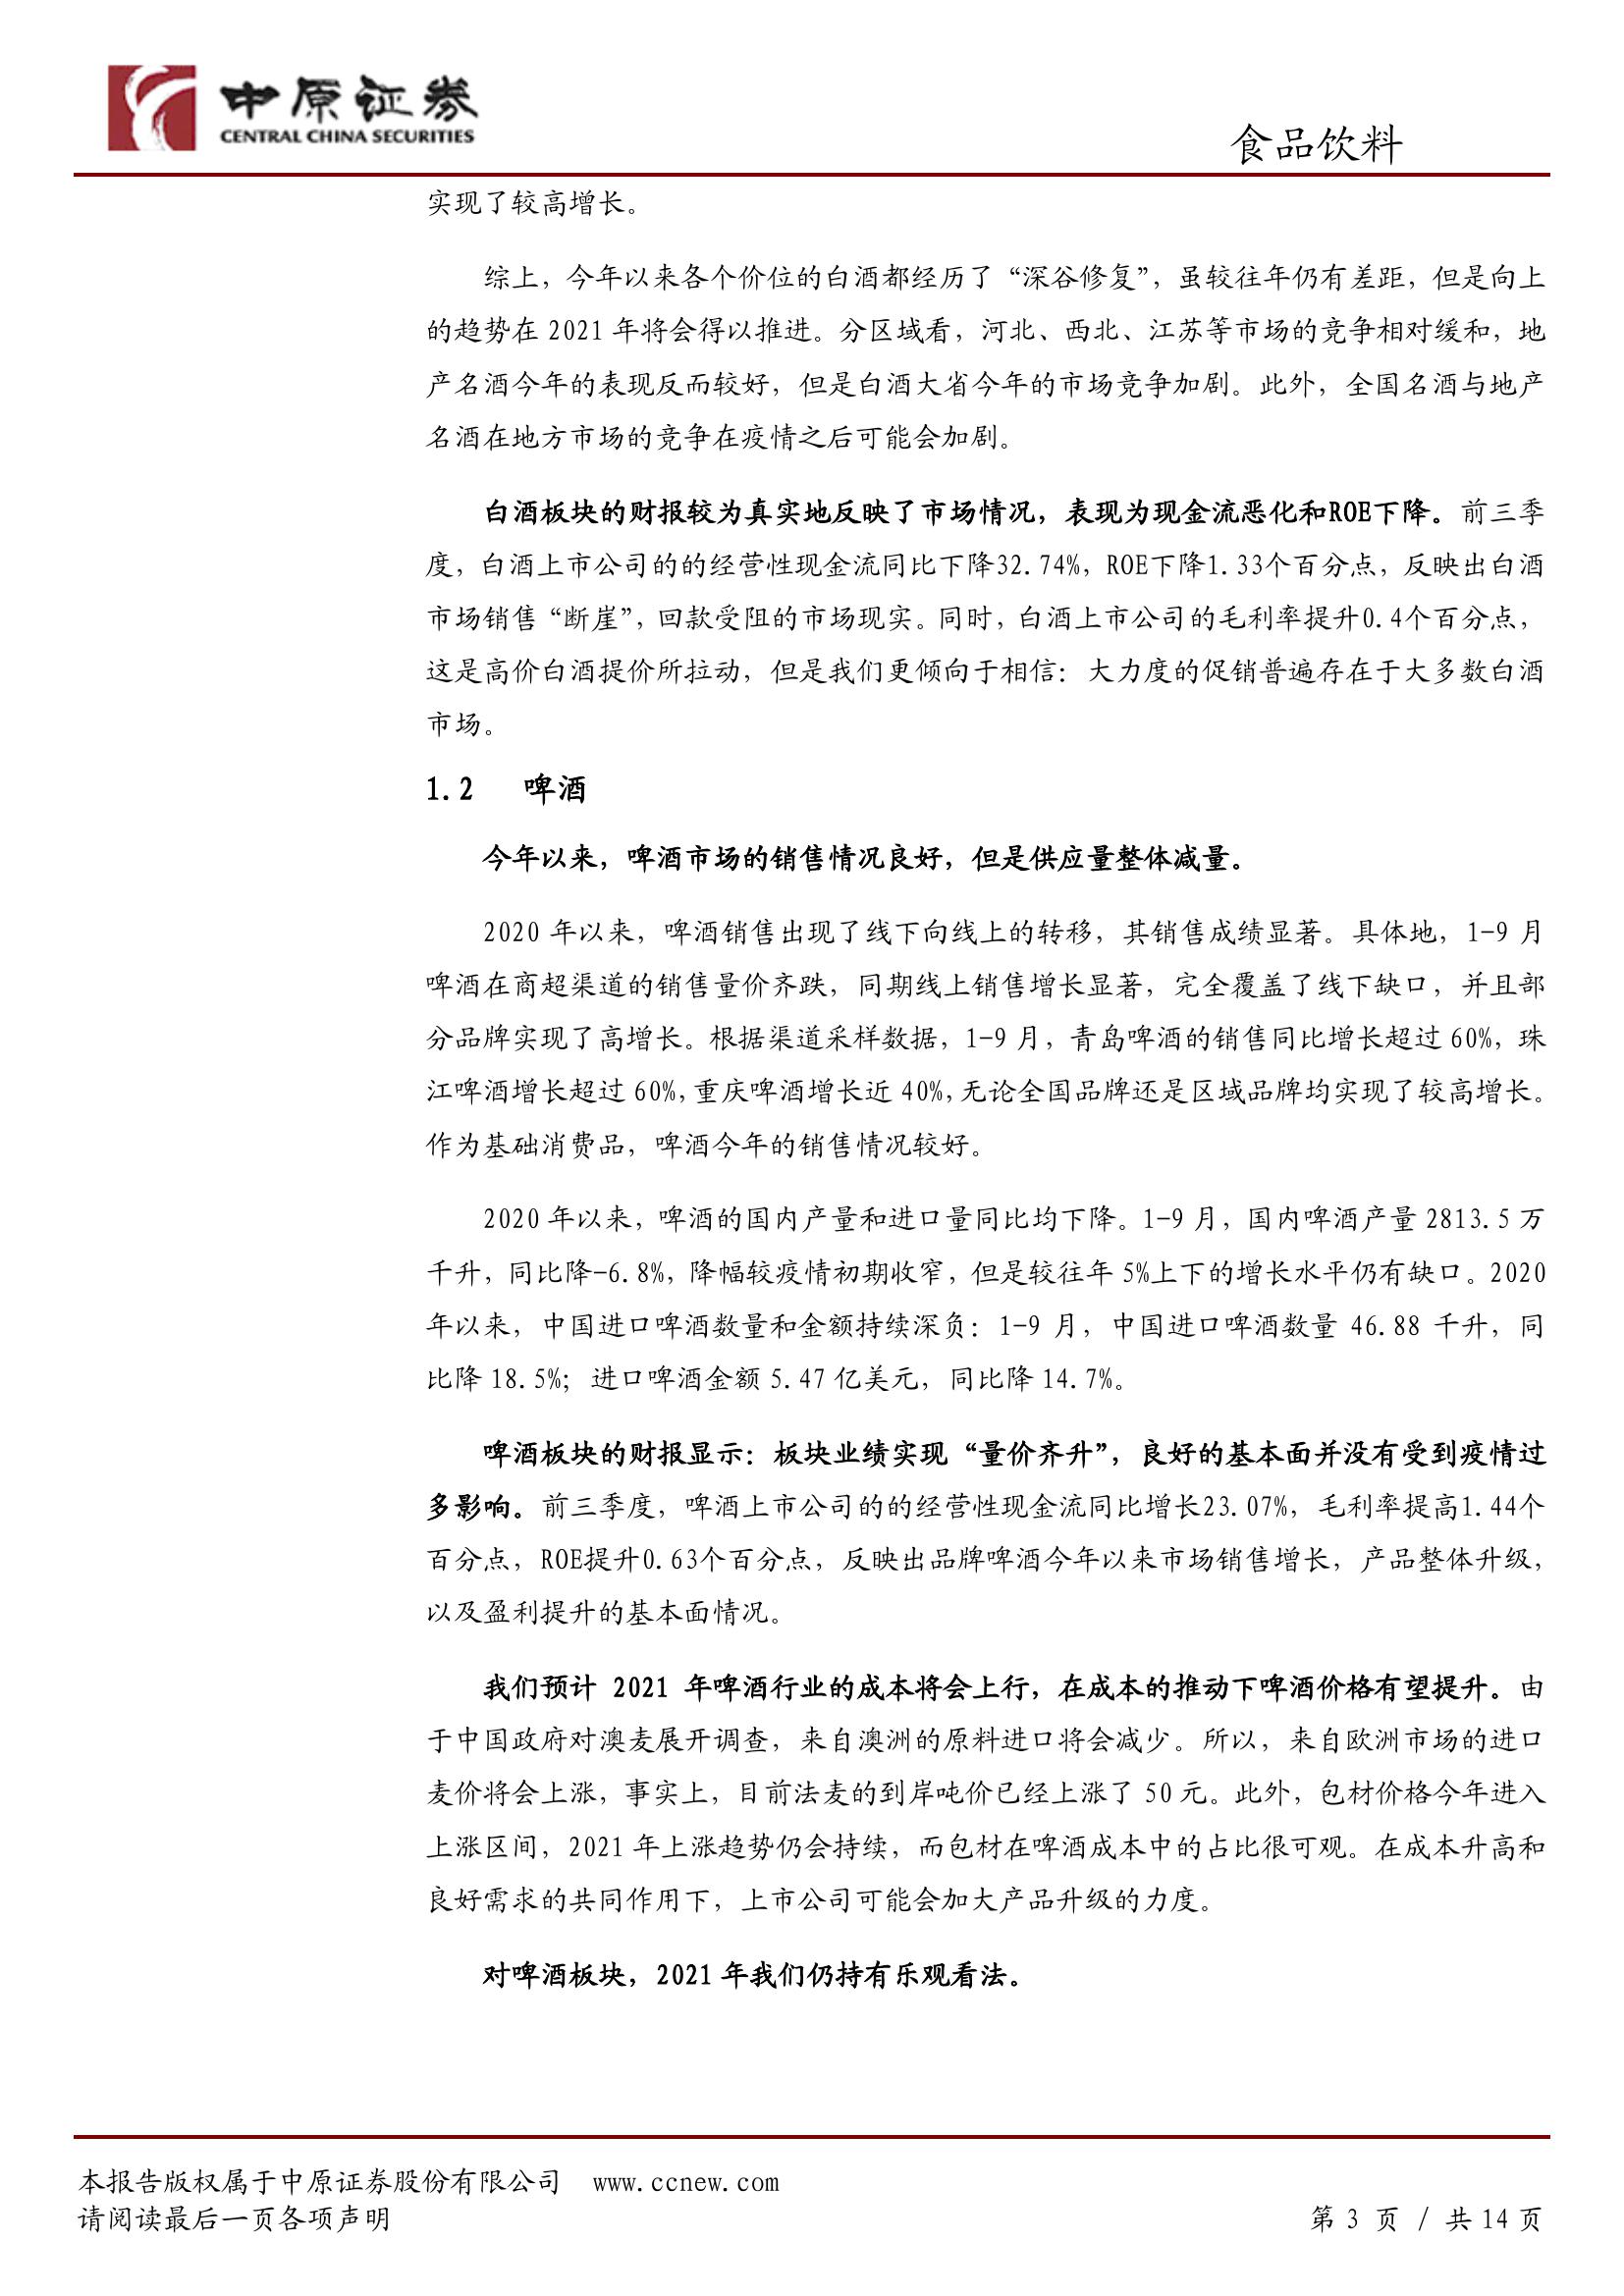 中原证券
CENTRAL CHINA SECURITIES
食品饮料
实现了较高增长。
综上，今年以来各个价位的白酒都经历了“深谷修复”，虽较往年仍有差距，但是向上
的趋势在 2021 年将会得以推进。分区域看，河北、西北、江苏等市场的竞争相对缓和，地
产名酒今年的表现反而较好，但是白酒大省今年的市场竞争加剧。此外，全国名酒与地产
名酒在地方市场的竞争在疫情之后可能会加剧。
白酒板块的财报较为真实地反映了市场情况，表现为现金流恶化和ROE下降。前三季
度，白酒上市公司的的经营性现金流同比下降32.74%，ROE下降1.33个百分点，反映出白酒
市场销售“断崖”，回款受阻的市场现实。同时，白酒上市公司的毛利率提升0.4个百分点，
这是高价白酒提价所拉动，但是我们更倾向于相信：大力度的促销普遍存在于大多数白酒
市场。
1.2 啤酒
今年以来，啤酒市场的销售情况良好，但是供应量整体减量。
2020 年以来，啤酒销售出现了线下向线上的转移，其销售成绩显著。具体地，1-9 月
啤酒在商超渠道的销售量价齐跌，同期线上销售增长显著，完全覆盖了线下缺口，并且部
分品牌实现了高增长。根据渠道采样数据，1-9 月，青岛啤酒的销售同比增长超过 60%，珠
江啤酒增长超过 60%,重庆啤酒增长近 40%,无论全国品牌还是区域品牌均实现了较高增长。
作为基础消费品，啤酒今年的销售情况较好。
2020 年以来，啤酒的国内产量和进口量同比均下降。1-9 月，国内啤酒产量 2813.5 万
千升，同比降-6.8%，降幅较疫情初期收窄，但是较往年 5%上下的增长水平仍有缺口。2020
年以来，中国进口啤酒数量和金额持续深负：1-9 月，中国进口啤酒数量 46.88 千升，同
比降 18.5%；进口啤酒金额 5.47 亿美元，同比降 14.7%。
啤酒板块的财报显示：板块业绩实现“量价齐升”，良好的基本面并没有受到疫情过
多影响。前三季度，啤酒上市公司的的经营性现金流同比增长23.07%，毛利率提高1.44个
百分点，ROE提升0.63个百分点，反映出品牌啤酒今年以来市场销售增长，产品整体升级，
以及盈利提升的基本面情况。
我们预计 2021 年啤酒行业的成本将会上行，在成本的推动下啤酒价格有望提升。由
于中国政府对澳麦展开调查，来自澳洲的原料进口将会减少。所以，来自欧洲市场的进口
麦价将会上涨，事实上，目前法麦的到岸吨价已经上涨了 50 元。此外，包材价格今年进入
上涨区间，2021 年上涨趋势仍会持续，而包材在啤酒成本中的占比很可观。在成本升高和
良好需求的共同作用下，上市公司可能会加大产品升级的力度。
对啤酒板块，2021 年我们仍持有乐观看法。
本报告版权属于中原证券股份有限公司 www.ccnew.com
请阅读最后一页各项声明
第 3 页 / 共 14 页